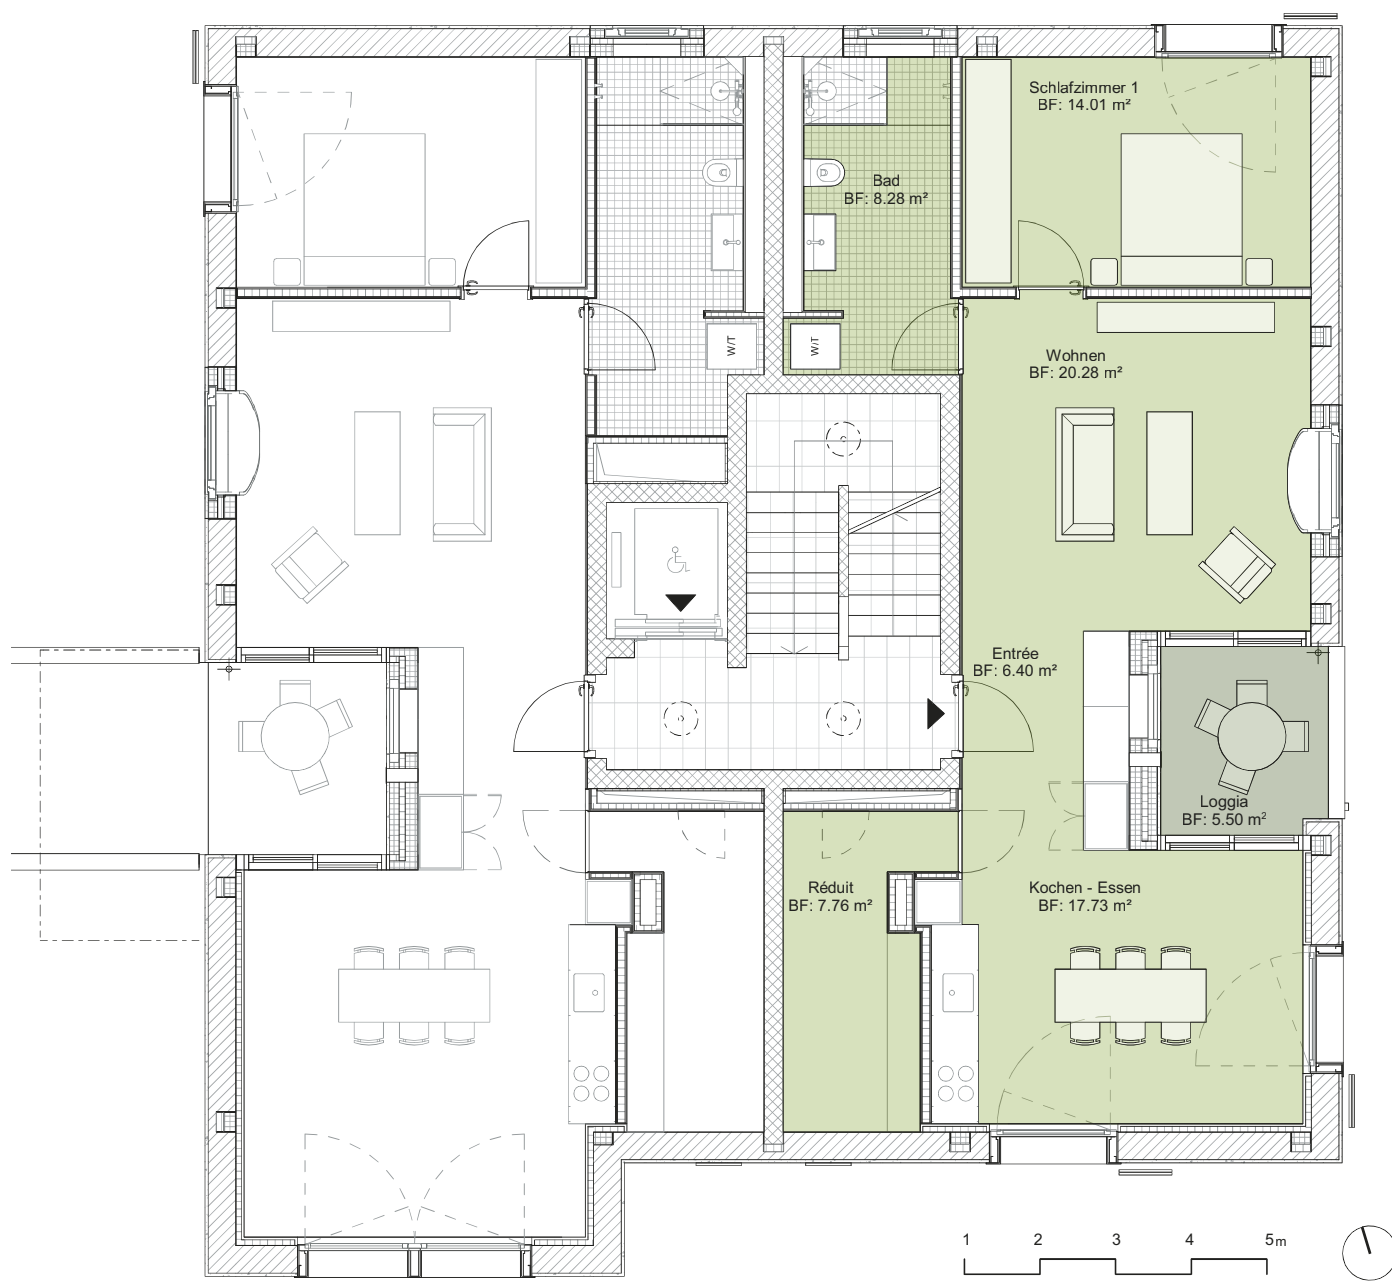 Schlafzimmer 1
BF: 14.01 m²
Bad
BF: 8.28 m²
W/T
W/T
Wohnen
BF: 20.28 m²
Entrée
BF: 6.40 m²
Loggia
BF: 5.50 m²
Réduit
BF: 7.76 m²
Kochen - Essen
BF: 17.73 m²
1 2 3 4 5m